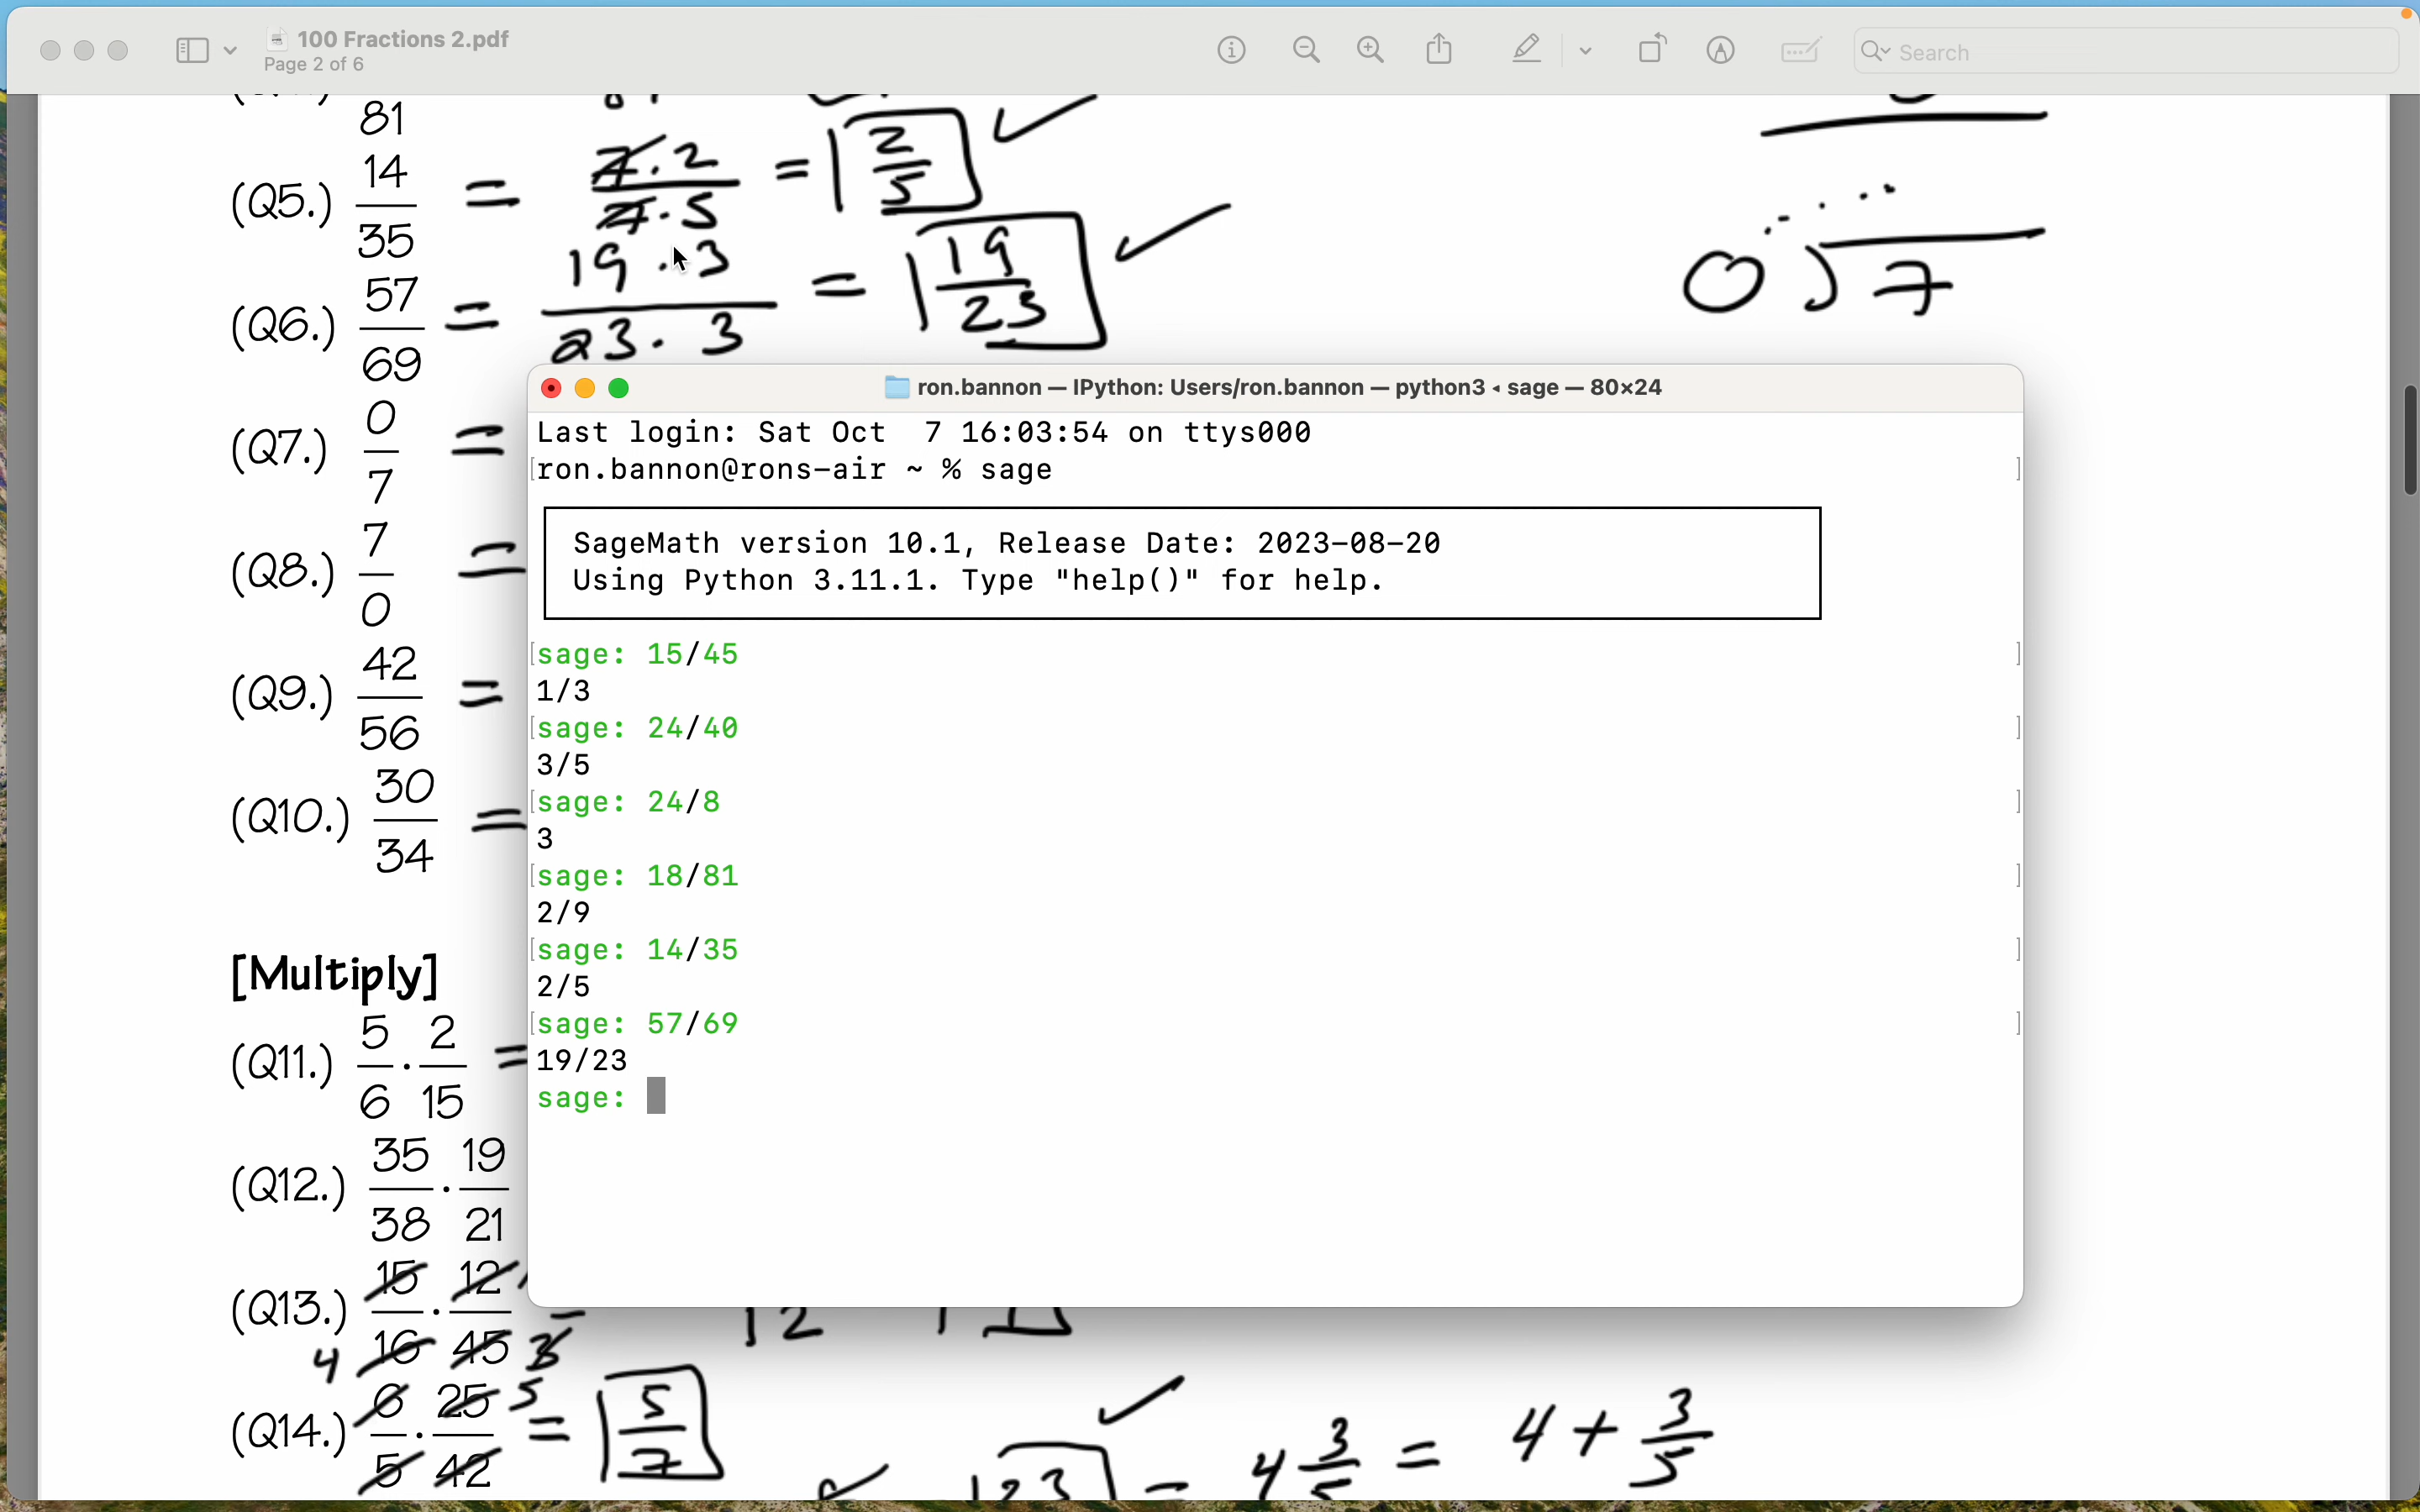 100 Fractions 2.pdf
Page 2 of 6
Search
81
(Q5.) 14/35 = 7·2/7·5 = 2/5 ✓
(Q6.) 57/69 = 19·3/23·3 = 19/23 ✓
0)7
(Q7.) 0/7 =
(Q8.) 7/0 =
(Q9.) 42/56 =
(Q10.) 30/34 =
[Multiply]
(Q11.) 5/6 · 2/15 =
(Q12.) 35/38 · 19/21
(Q13.) 15/16 · 12/45 =
4 3
12
(Q14.) 6/5 · 25/42 = 5/7
5
✓
23 = 4 3/5 = 4 + 3/5
ron.bannon — IPython: Users/ron.bannon — python3 ◂ sage — 80×24
Last login: Sat Oct  7 16:03:54 on ttys000
[ron.bannon@rons-air ~ % sage ]
SageMath version 10.1, Release Date: 2023-08-20
Using Python 3.11.1. Type "help()" for help.
[sage: 15/45 ]
1/3
[sage: 24/40 ]
3/5
[sage: 24/8 ]
3
[sage: 18/81 ]
2/9
[sage: 14/35 ]
2/5
[sage: 57/69 ]
19/23
sage: